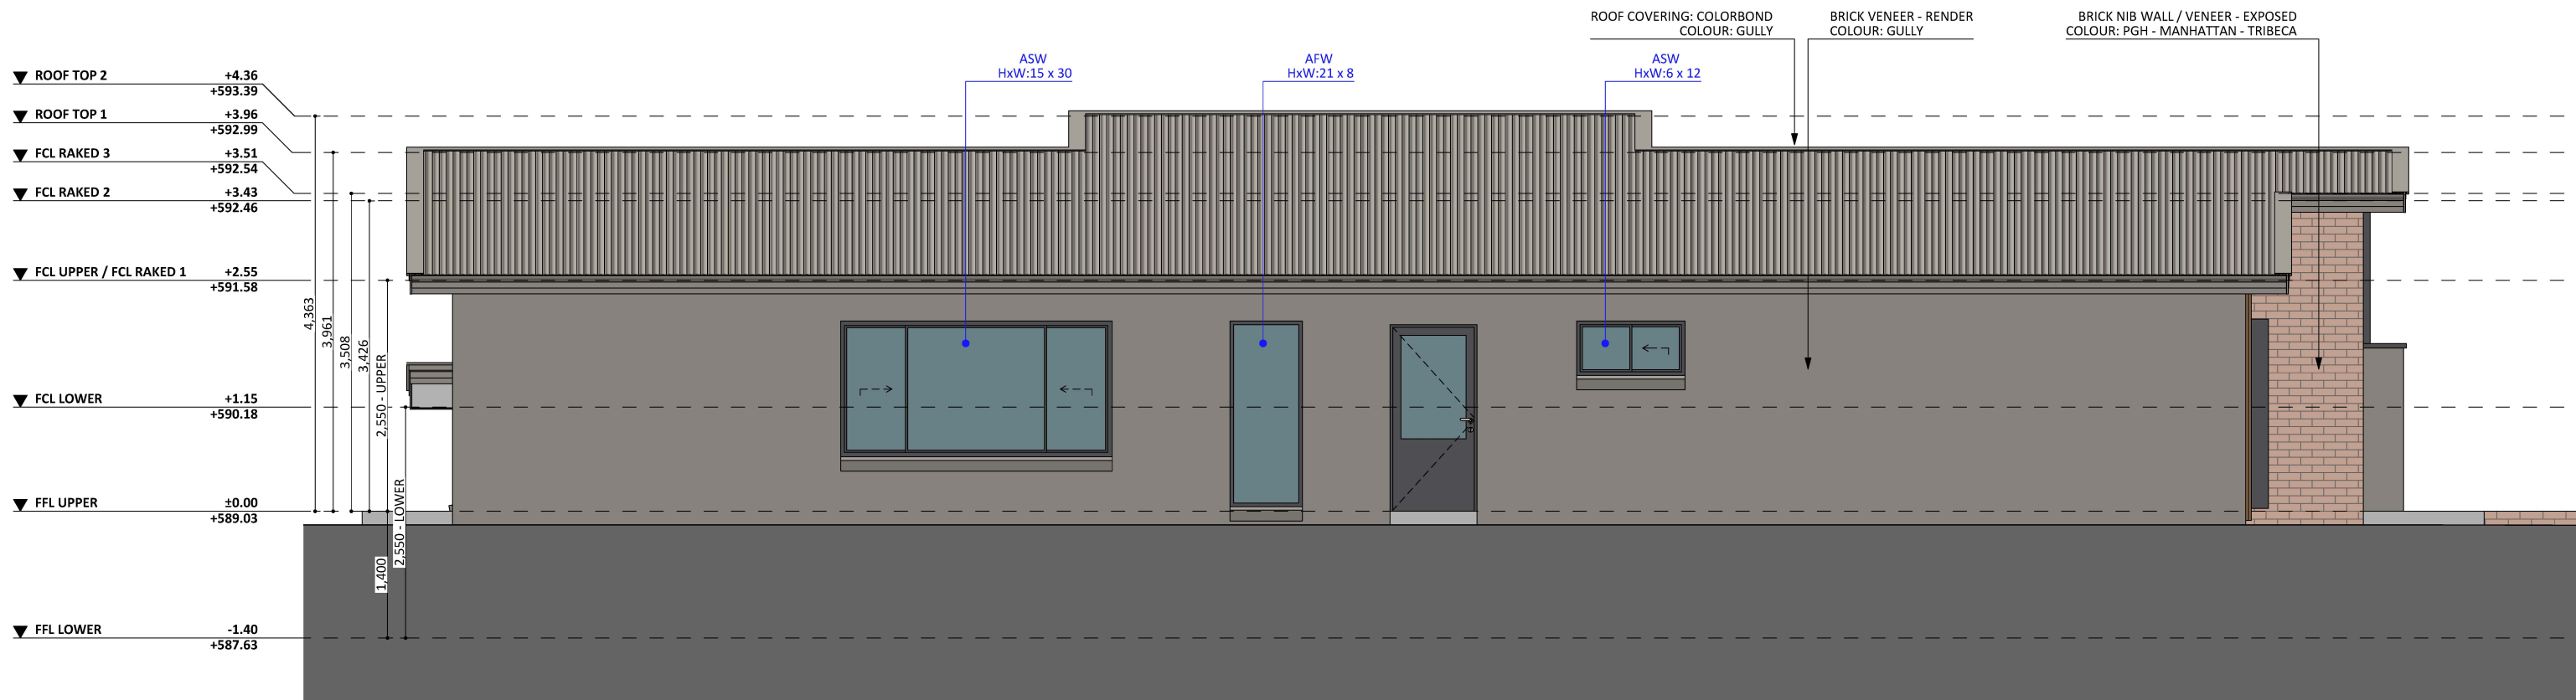 ROOF COVERING: COLORBOND
COLOUR: GULLY
BRICK VENEER - RENDER
COLOUR: GULLY
BRICK NIB WALL / VENEER - EXPOSED
COLOUR: PGH - MANHATTAN - TRIBECA
ASW
HxW:15 x 30
AFW
HxW:21 x 8
ASW
HxW:6 x 12
ROOF TOP 2 +4.36
+593.39
ROOF TOP 1 +3.96
+592.99
FCL RAKED 3 +3.51
+592.54
FCL RAKED 2 +3.43
+592.46
FCL UPPER / FCL RAKED 1 +2.55
+591.58
FCL LOWER +1.15
+590.18
FFL UPPER ±0.00
+589.03
FFL LOWER -1.40
+587.63
4,363
3,961
3,508
3,426
2,550 - UPPER
1,400
2,550 - LOWER